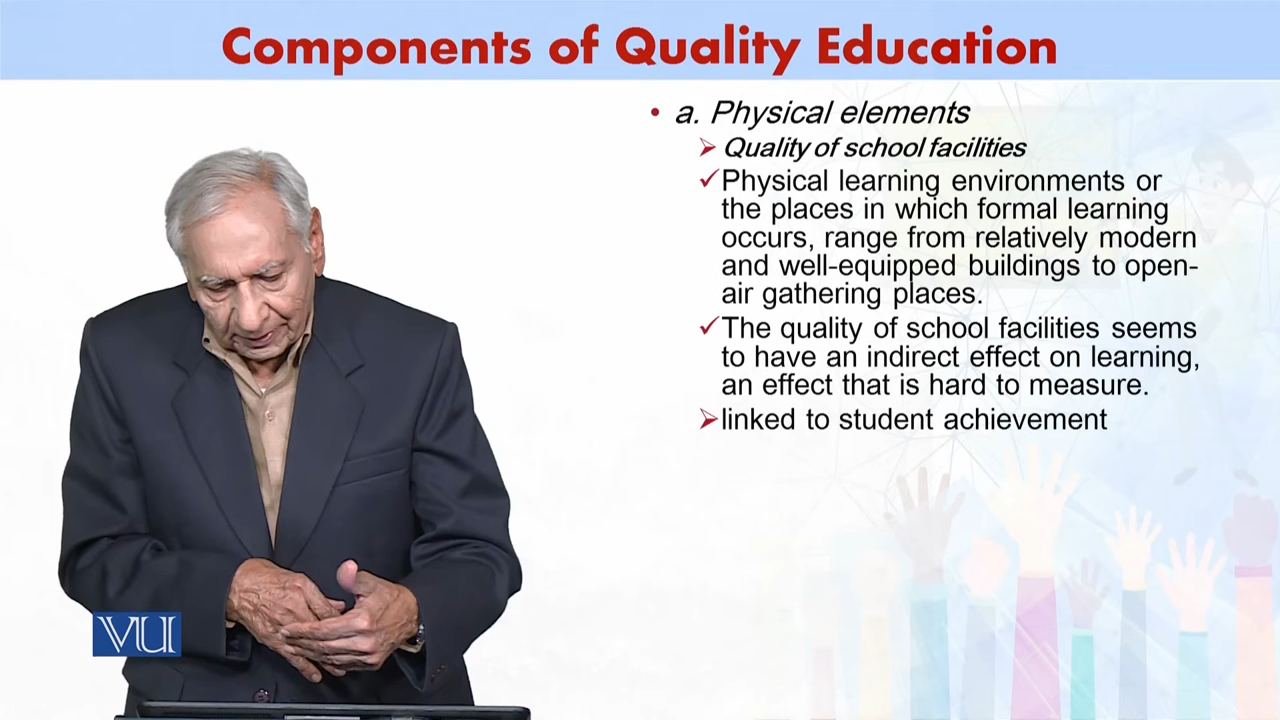 Components of Quality Education
• a. Physical elements
➢ Quality of school facilities
✓Physical learning environments or
the places in which formal learning
occurs, range from relatively modern
and well-equipped buildings to open-
air gathering places.
✓The quality of school facilities seems
to have an indirect effect on learning,
an effect that is hard to measure.
➢linked to student achievement
VU